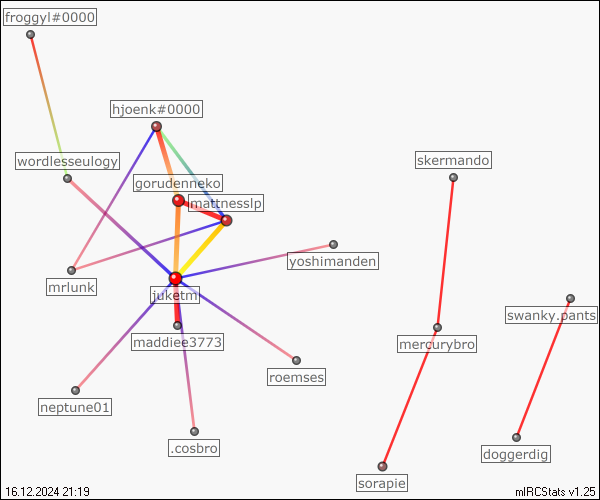 froggyl#0000
hjoenk#0000
wordlesseulogy
skermando
gorudenneko
mattnesslp
yoshimanden
mrlunk
juketm
swanky.pants
maddiee3773
mercurybro
roemses
neptune01
.cosbro
doggerdig
sorapie
16.12.2024 21:19
mIRCStats v1.25